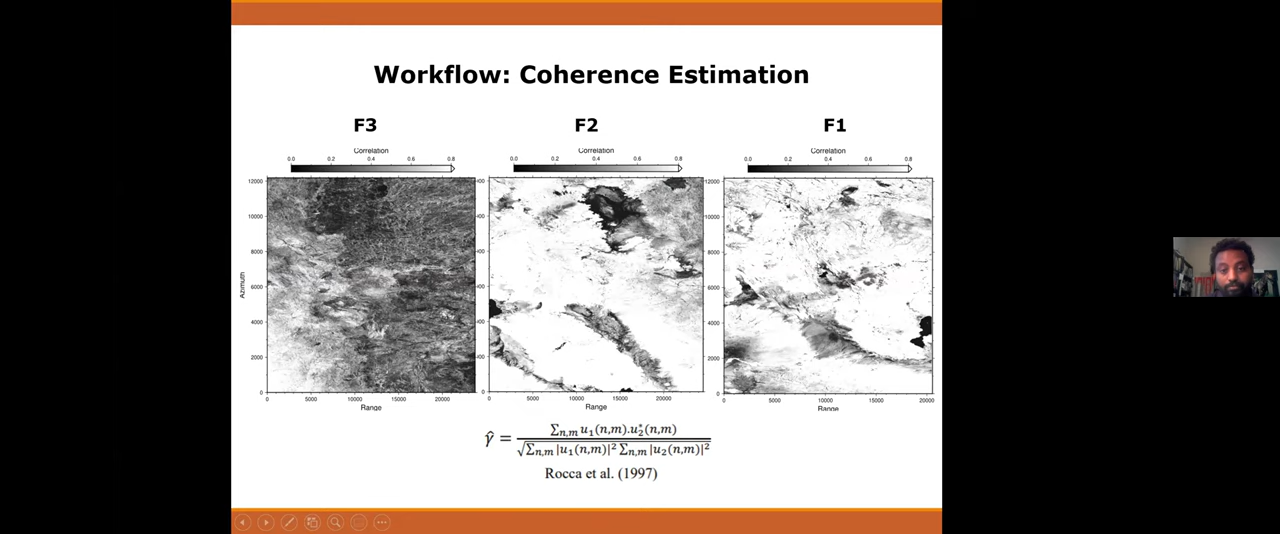 Workflow: Coherence Estimation
F3 F2 F1
Correlation Correlation Correlation
0.0 0.2 0.4 0.6 0.8 0.0 0.2 0.4 0.6 0.8 0.0 0.2 0.4 0.6 0.8
12000 12000
10000 10000
8000 8000
Azimuth
6000 6000
4000 4000
2000 2000
0 0 0
0 5000 10000 15000 20000 0 5000 10000 15000 20000 0 5000 10000 15000 20000
Range Range Range
γ̂ = ∑n,m u1(n,m).u2*(n,m) / √∑n,m |u1(n,m)|² ∑n,m |u2(n,m)|²
Rocca et al. (1997)